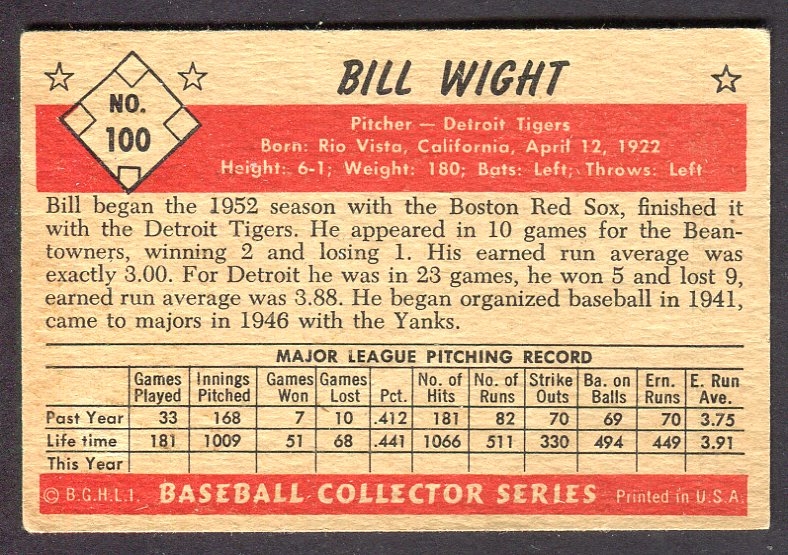 BILL WIGHT
NO.
100
Pitcher — Detroit Tigers
Born: Rio Vista, California, April 12, 1922
Height: 6-1; Weight: 180; Bats: Left; Throws: Left
Bill began the 1952 season with the Boston Red Sox, finished it
with the Detroit Tigers. He appeared in 10 games for the Bean-
towners, winning 2 and losing 1. His earned run average was
exactly 3.00. For Detroit he was in 23 games, he won 5 and lost 9,
earned run average was 3.88. He began organized baseball in 1941,
came to majors in 1946 with the Yanks.
MAJOR LEAGUE PITCHING RECORD
Games Innings Games Games No. of No. of Strike Ba. on Ern. E. Run
Played Pitched Won Lost Pct. Hits Runs Outs Balls Runs Ave.
Past Year 33 168 7 10 .412 181 82 70 69 70 3.75
Life time 181 1009 51 68 .441 1066 511 330 494 449 3.91
This Year
© B.G.H.L.I. BASEBALL COLLECTOR SERIES Printed in U.S.A.